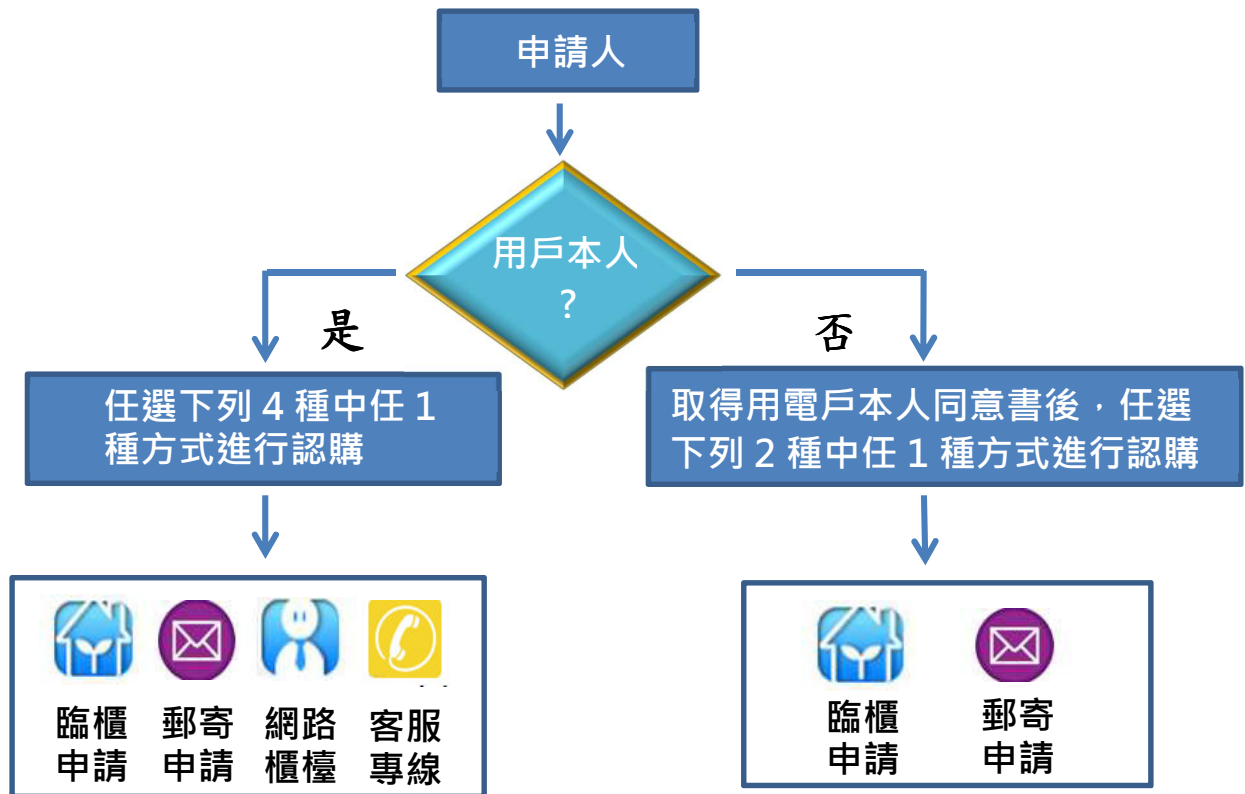 申請人
用戶本人
?
是
否
任選下列 4 種中任 1
種方式進行認購
取得用電戶本人同意書後，任選
下列 2 種中任 1 種方式進行認購
臨櫃
申請
郵寄
申請
網路
櫃檯
客服
專線
臨櫃
申請
郵寄
申請